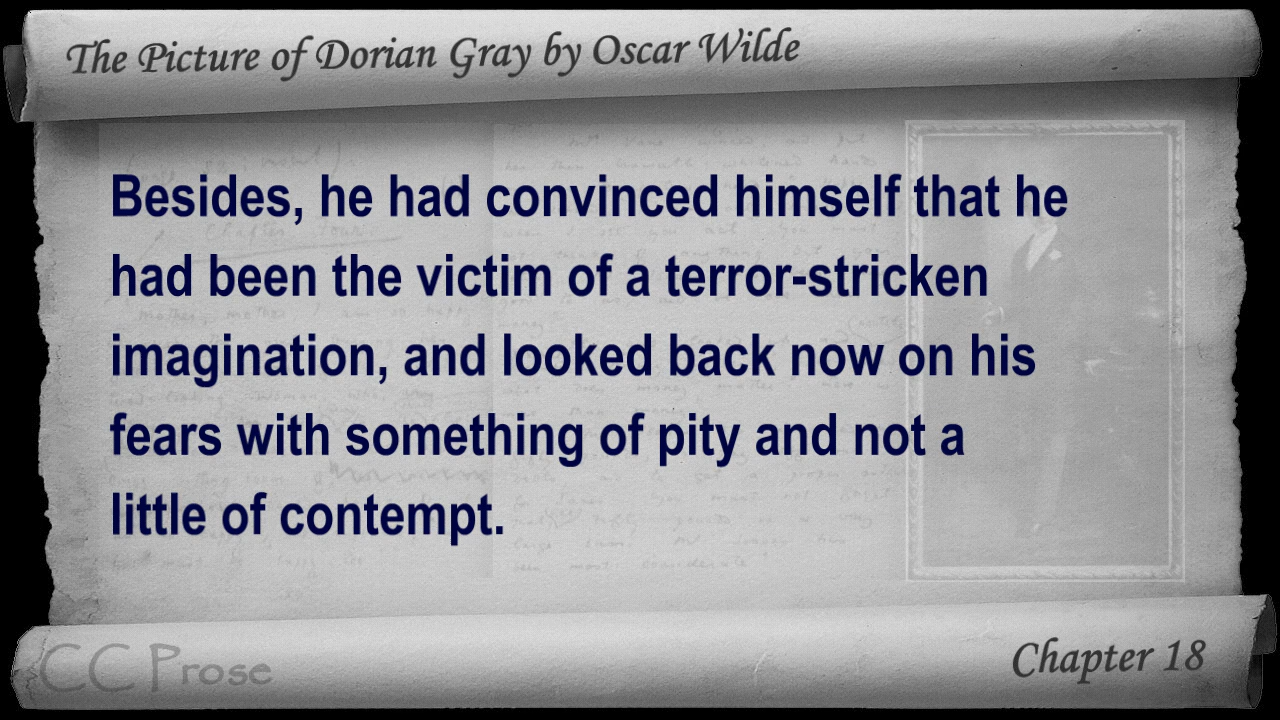 The Picture of Dorian Gray by Oscar Wilde
Besides, he had convinced himself that he
had been the victim of a terror-stricken
imagination, and looked back now on his
fears with something of pity and not a
little of contempt.
CC Prose
Chapter 18